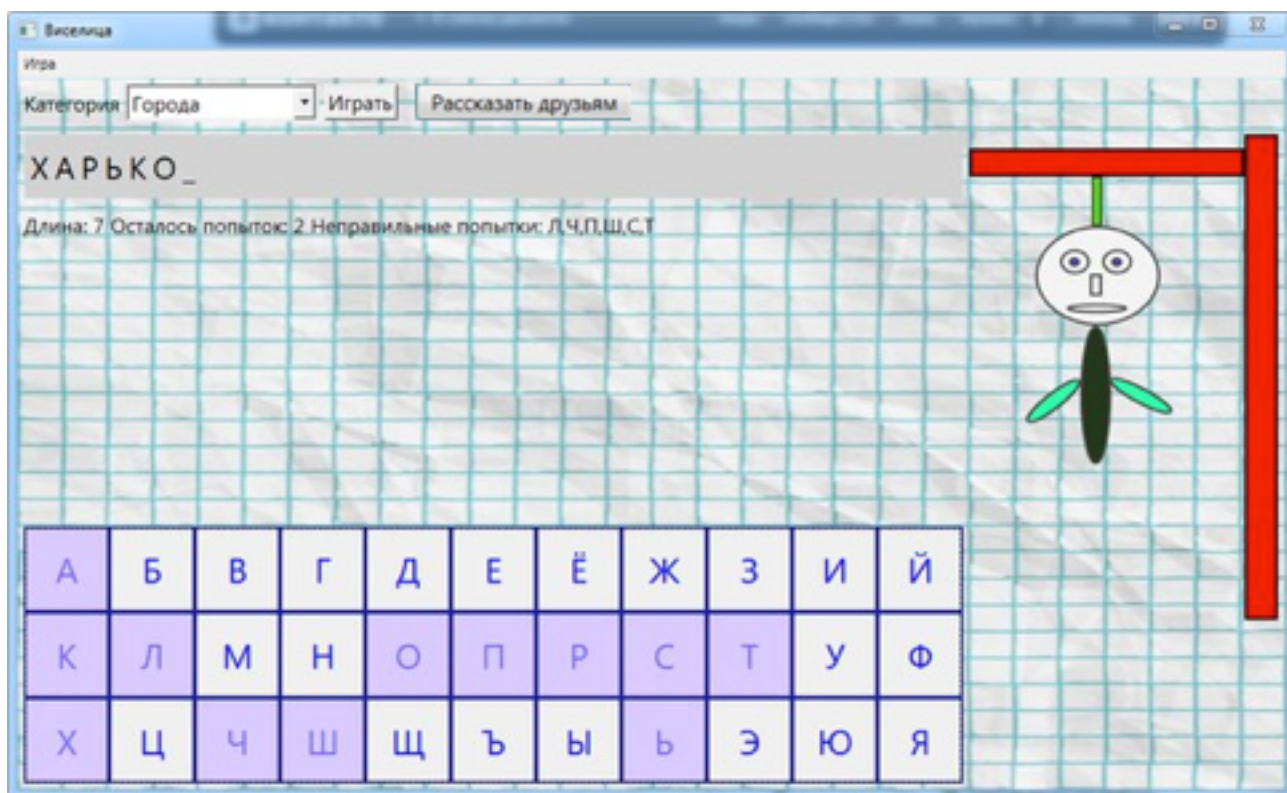 Виселица
Игра
Категория Города Играть Рассказать друзьям
ХАРЬКО_
Длина: 7 Осталось попыток: 2 Неправильные попытки: Л,Ч,П,Ш,С,Т
А Б В Г Д Е Ё Ж З И Й
К Л М Н О П Р С Т У Ф
Х Ц Ч Ш Щ Ъ Ы Ь Э Ю Я